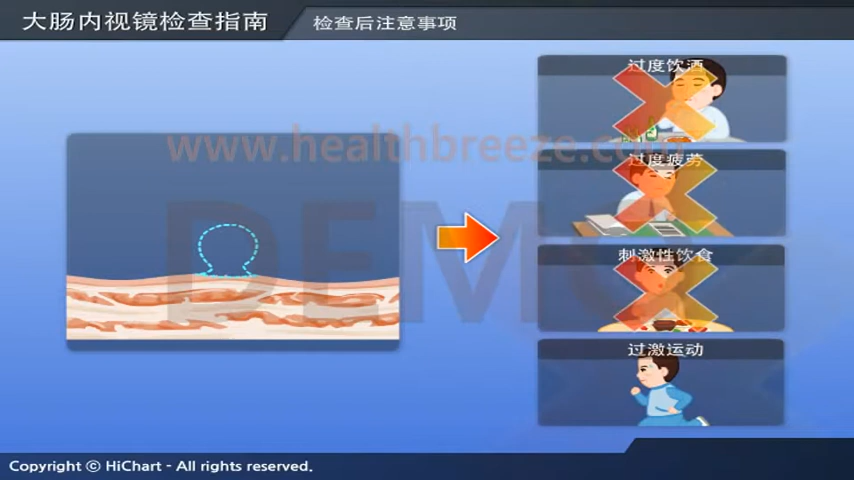 大肠内视镜检查指南
检查后注意事项
过度饮酒
www.healthbreeze.com
过度疲劳
DEMO
刺激性饮食
过激运动
Copyright ⓒ HiChart - All rights reserved.